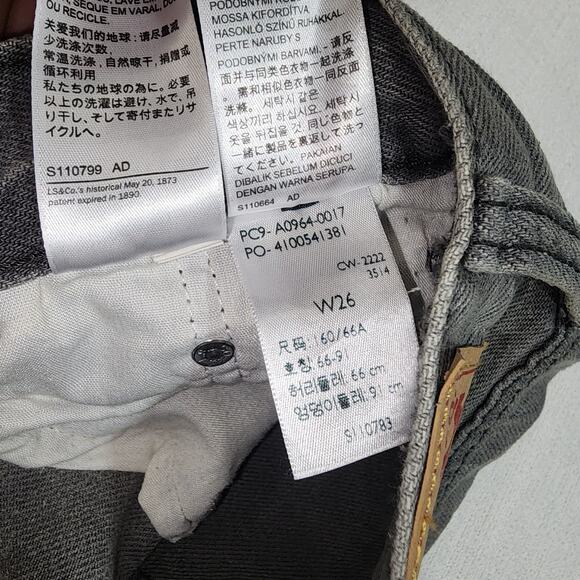 OU RECICLE.
关爱我们的地球:请尽量减
少洗涤次数,
常温洗涤,自然晾干,捐赠或
循环利用
私たちの地球の為に。必要
以上の洗濯は避け、水で、吊
り干し、そして寄付またリサ
イクルへ。
S110799 AD
LS&Co.'s historical May 20, 1873
patent expired in 1890.
MOSSA KIFORDÍTVA
HASONLÓ SZÍNŰ RUHÁKKAL.
PERTE NARUBY S
PODOBNÝMI BARVAMI. 请反
面并与同类色衣物一起洗涤
。需和相似色衣物一同反面
洗涤。세탁시 같은
색상끼리 하십시오. 세탁시
옷을 뒤집을 것. 同じ色物と
一緒に製品を裏返して洗っ
てください。PAKAIAN
DIBALIK SEBELUM DICUCI
DENGAN WARNA SERUPA.
S110664 AD
PC9- A0964-0017
PO- 4100541381
CW-2222
3514
W26
尺码: 160/66A
호칭: 66-91
허리둘레: 66 cm
엉덩이둘레: 91 cm
S110783